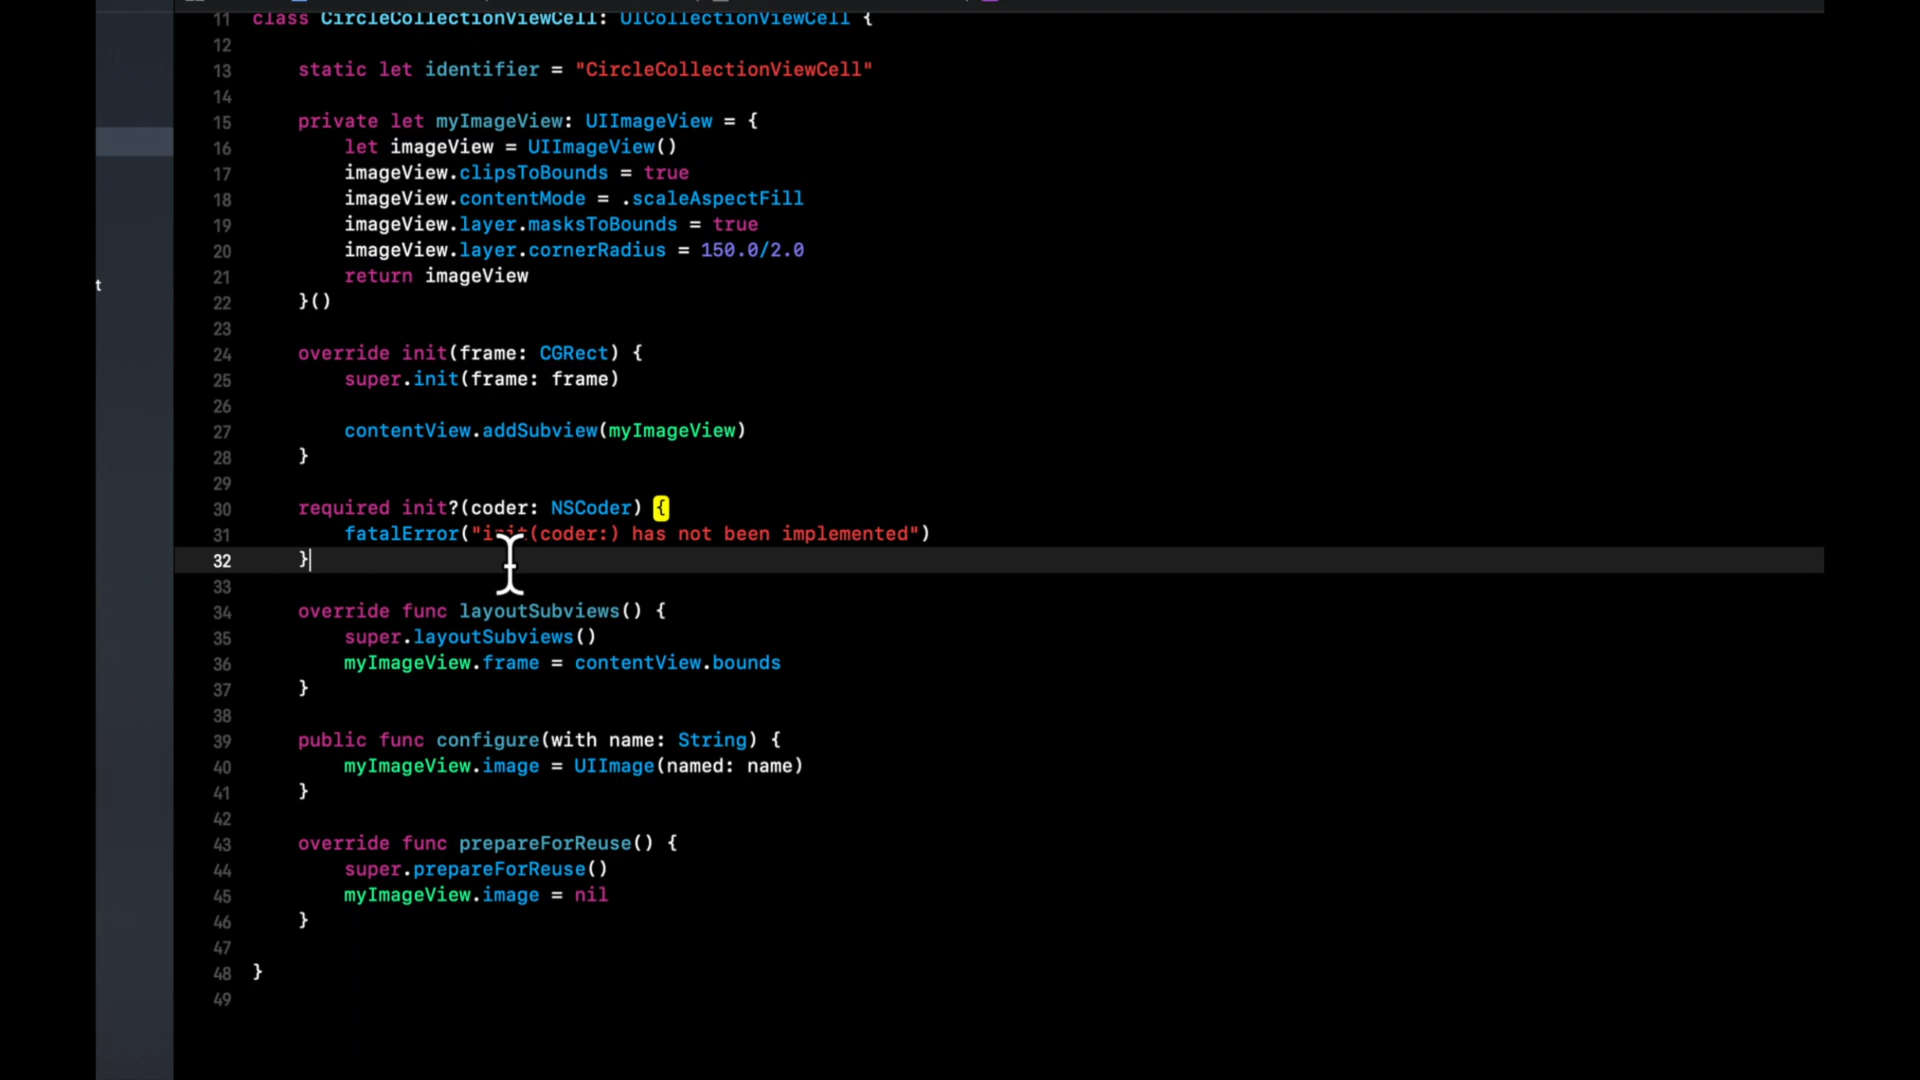 11 class CircleCollectionViewCell: UICollectionViewCell {
12
13 static let identifier = "CircleCollectionViewCell"
14
15 private let myImageView: UIImageView = {
16 let imageView = UIImageView()
17 imageView.clipsToBounds = true
18 imageView.contentMode = .scaleAspectFill
19 imageView.layer.masksToBounds = true
20 imageView.layer.cornerRadius = 150.0/2.0
21 return imageView
22 }()
23
24 override init(frame: CGRect) {
25 super.init(frame: frame)
26
27 contentView.addSubview(myImageView)
28 }
29
30 required init?(coder: NSCoder) {
31 fatalError("init(coder:) has not been implemented")
32 }
33
34 override func layoutSubviews() {
35 super.layoutSubviews()
36 myImageView.frame = contentView.bounds
37 }
38
39 public func configure(with name: String) {
40 myImageView.image = UIImage(named: name)
41 }
42
43 override func prepareForReuse() {
44 super.prepareForReuse()
45 myImageView.image = nil
46 }
47
48 }
49
t